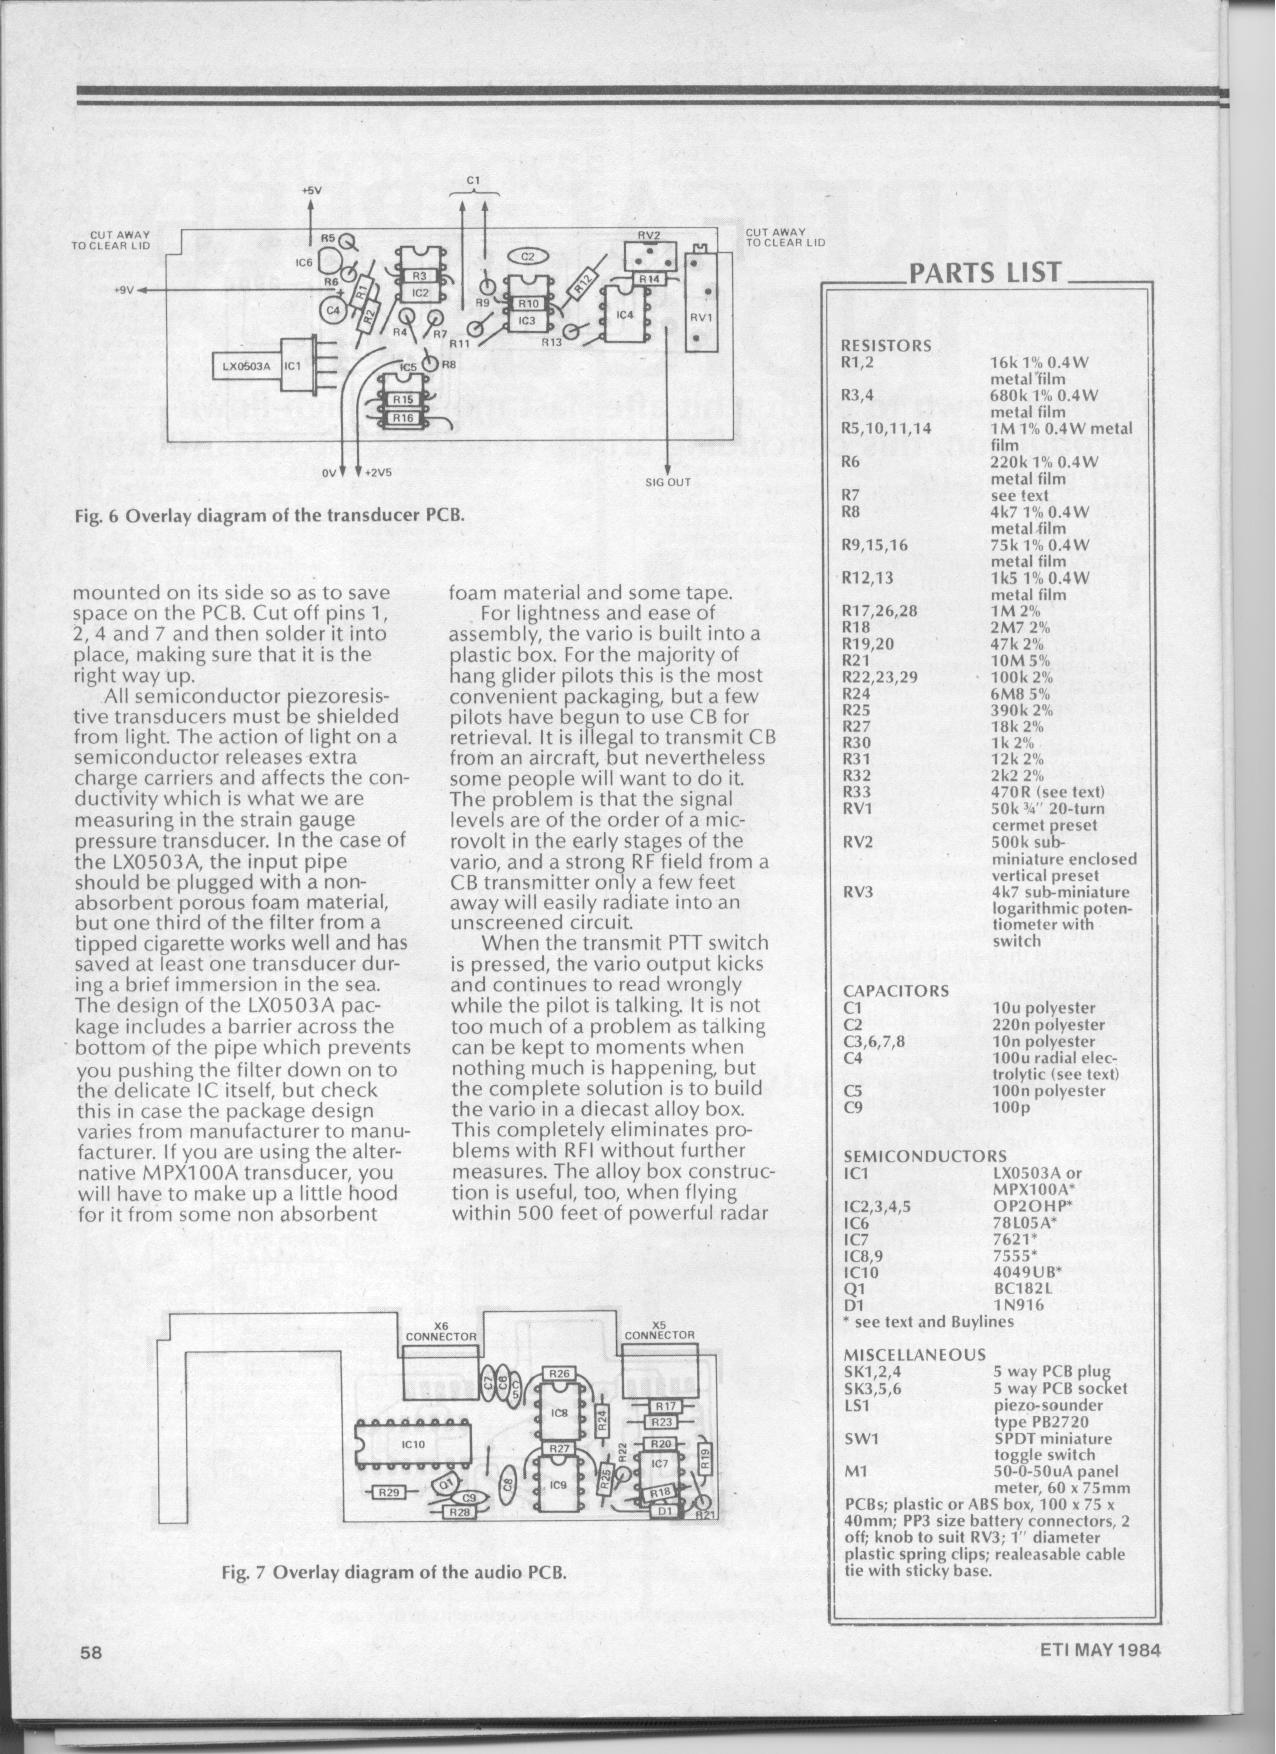 +5V
C1
CUT AWAY
TO CLEAR LID
R5
IC6
R6
+9V
+
C4
R1
R2
R3
IC2
R4
R7
LX0503A
IC1
IC5
R8
R15
R16
C2
R9
R10
IC3
R11
R12
R13
RV2
R14
IC4
RV1
CUT AWAY
TO CLEAR LID
0V
+2V5
SIG OUT
Fig. 6 Overlay diagram of the transducer PCB.
mounted on its side so as to save
space on the PCB. Cut off pins 1,
2, 4 and 7 and then solder it into
place, making sure that it is the
right way up.
All semiconductor piezoresis-
tive transducers must be shielded
from light. The action of light on a
semiconductor releases extra
charge carriers and affects the con-
ductivity which is what we are
measuring in the strain gauge
pressure transducer. In the case of
the LX0503A, the input pipe
should be plugged with a non-
absorbent porous foam material,
but one third of the filter from a
tipped cigarette works well and has
saved at least one transducer dur-
ing a brief immersion in the sea.
The design of the LX0503A pac-
kage includes a barrier across the
bottom of the pipe which prevents
you pushing the filter down on to
the delicate IC itself, but check
this in case the package design
varies from manufacturer to manu-
facturer. If you are using the alter-
native MPX100A transducer, you
will have to make up a little hood
for it from some non absorbent
foam material and some tape.
For lightness and ease of
assembly, the vario is built into a
plastic box. For the majority of
hang glider pilots this is the most
convenient packaging, but a few
pilots have begun to use CB for
retrieval. It is illegal to transmit CB
from an aircraft, but nevertheless
some people will want to do it.
The problem is that the signal
levels are of the order of a mic-
rovolt in the early stages of the
vario, and a strong RF field from a
CB transmitter only a few feet
away will easily radiate into an
unscreened circuit.
When the transmit PTT switch
is pressed, the vario output kicks
and continues to read wrongly
while the pilot is talking. It is not
too much of a problem as talking
can be kept to moments when
nothing much is happening, but
the complete solution is to build
the vario in a diecast alloy box.
This completely eliminates pro-
blems with RFI without further
measures. The alloy box construc-
tion is useful, too, when flying
within 500 feet of powerful radar
X6
CONNECTOR
X5
CONNECTOR
C7
C6
C5
R26
IC8
R24
R17
R23
IC10
R27
R22
R20
IC7
R19
R29
Q1
C9
R28
C8
IC9
R25
R18
D1
R21
Fig. 7 Overlay diagram of the audio PCB.
PARTS LIST
RESISTORS
R1,2 16k 1% 0.4W
metal film
R3,4 680k 1% 0.4W
metal film
R5,10,11,14 1M 1% 0.4W metal
film
R6 220k 1% 0.4W
metal film
R7 see text
R8 4k7 1% 0.4W
metal film
R9,15,16 75k 1% 0.4W
metal film
R12,13 1k5 1% 0.4W
metal film
R17,26,28 1M 2%
R18 2M7 2%
R19,20 47k 2%
R21 10M 5%
R22,23,29 100k 2%
R24 6M8 5%
R25 390k 2%
R27 18k 2%
R30 1k 2%
R31 12k 2%
R32 2k2 2%
R33 470R (see text)
RV1 50k ¾" 20-turn
cermet preset
RV2 500k sub-
miniature enclosed
vertical preset
RV3 4k7 sub-miniature
logarithmic poten-
tiometer with
switch
CAPACITORS
C1 10u polyester
C2 220n polyester
C3,6,7,8 10n polyester
C4 100u radial elec-
trolytic (see text)
C5 100n polyester
C9 100p
SEMICONDUCTORS
IC1 LX0503A or
MPX100A*
IC2,3,4,5 OP2OHP*
IC6 78L05A*
IC7 7621*
IC8,9 7555*
IC10 4049UB*
Q1 BC182L
D1 1N916
* see text and Buylines
MISCELLANEOUS
SK1,2,4 5 way PCB plug
SK3,5,6 5 way PCB socket
LS1 piezo-sounder
type PB2720
SW1 SPDT miniature
toggle switch
M1 50-0-50uA panel
meter, 60 x 75mm
PCBs; plastic or ABS box, 100 x 75 x
40mm; PP3 size battery connectors, 2
off; knob to suit RV3; 1" diameter
plastic spring clips; realeasable cable
tie with sticky base.
58
ETI MAY 1984